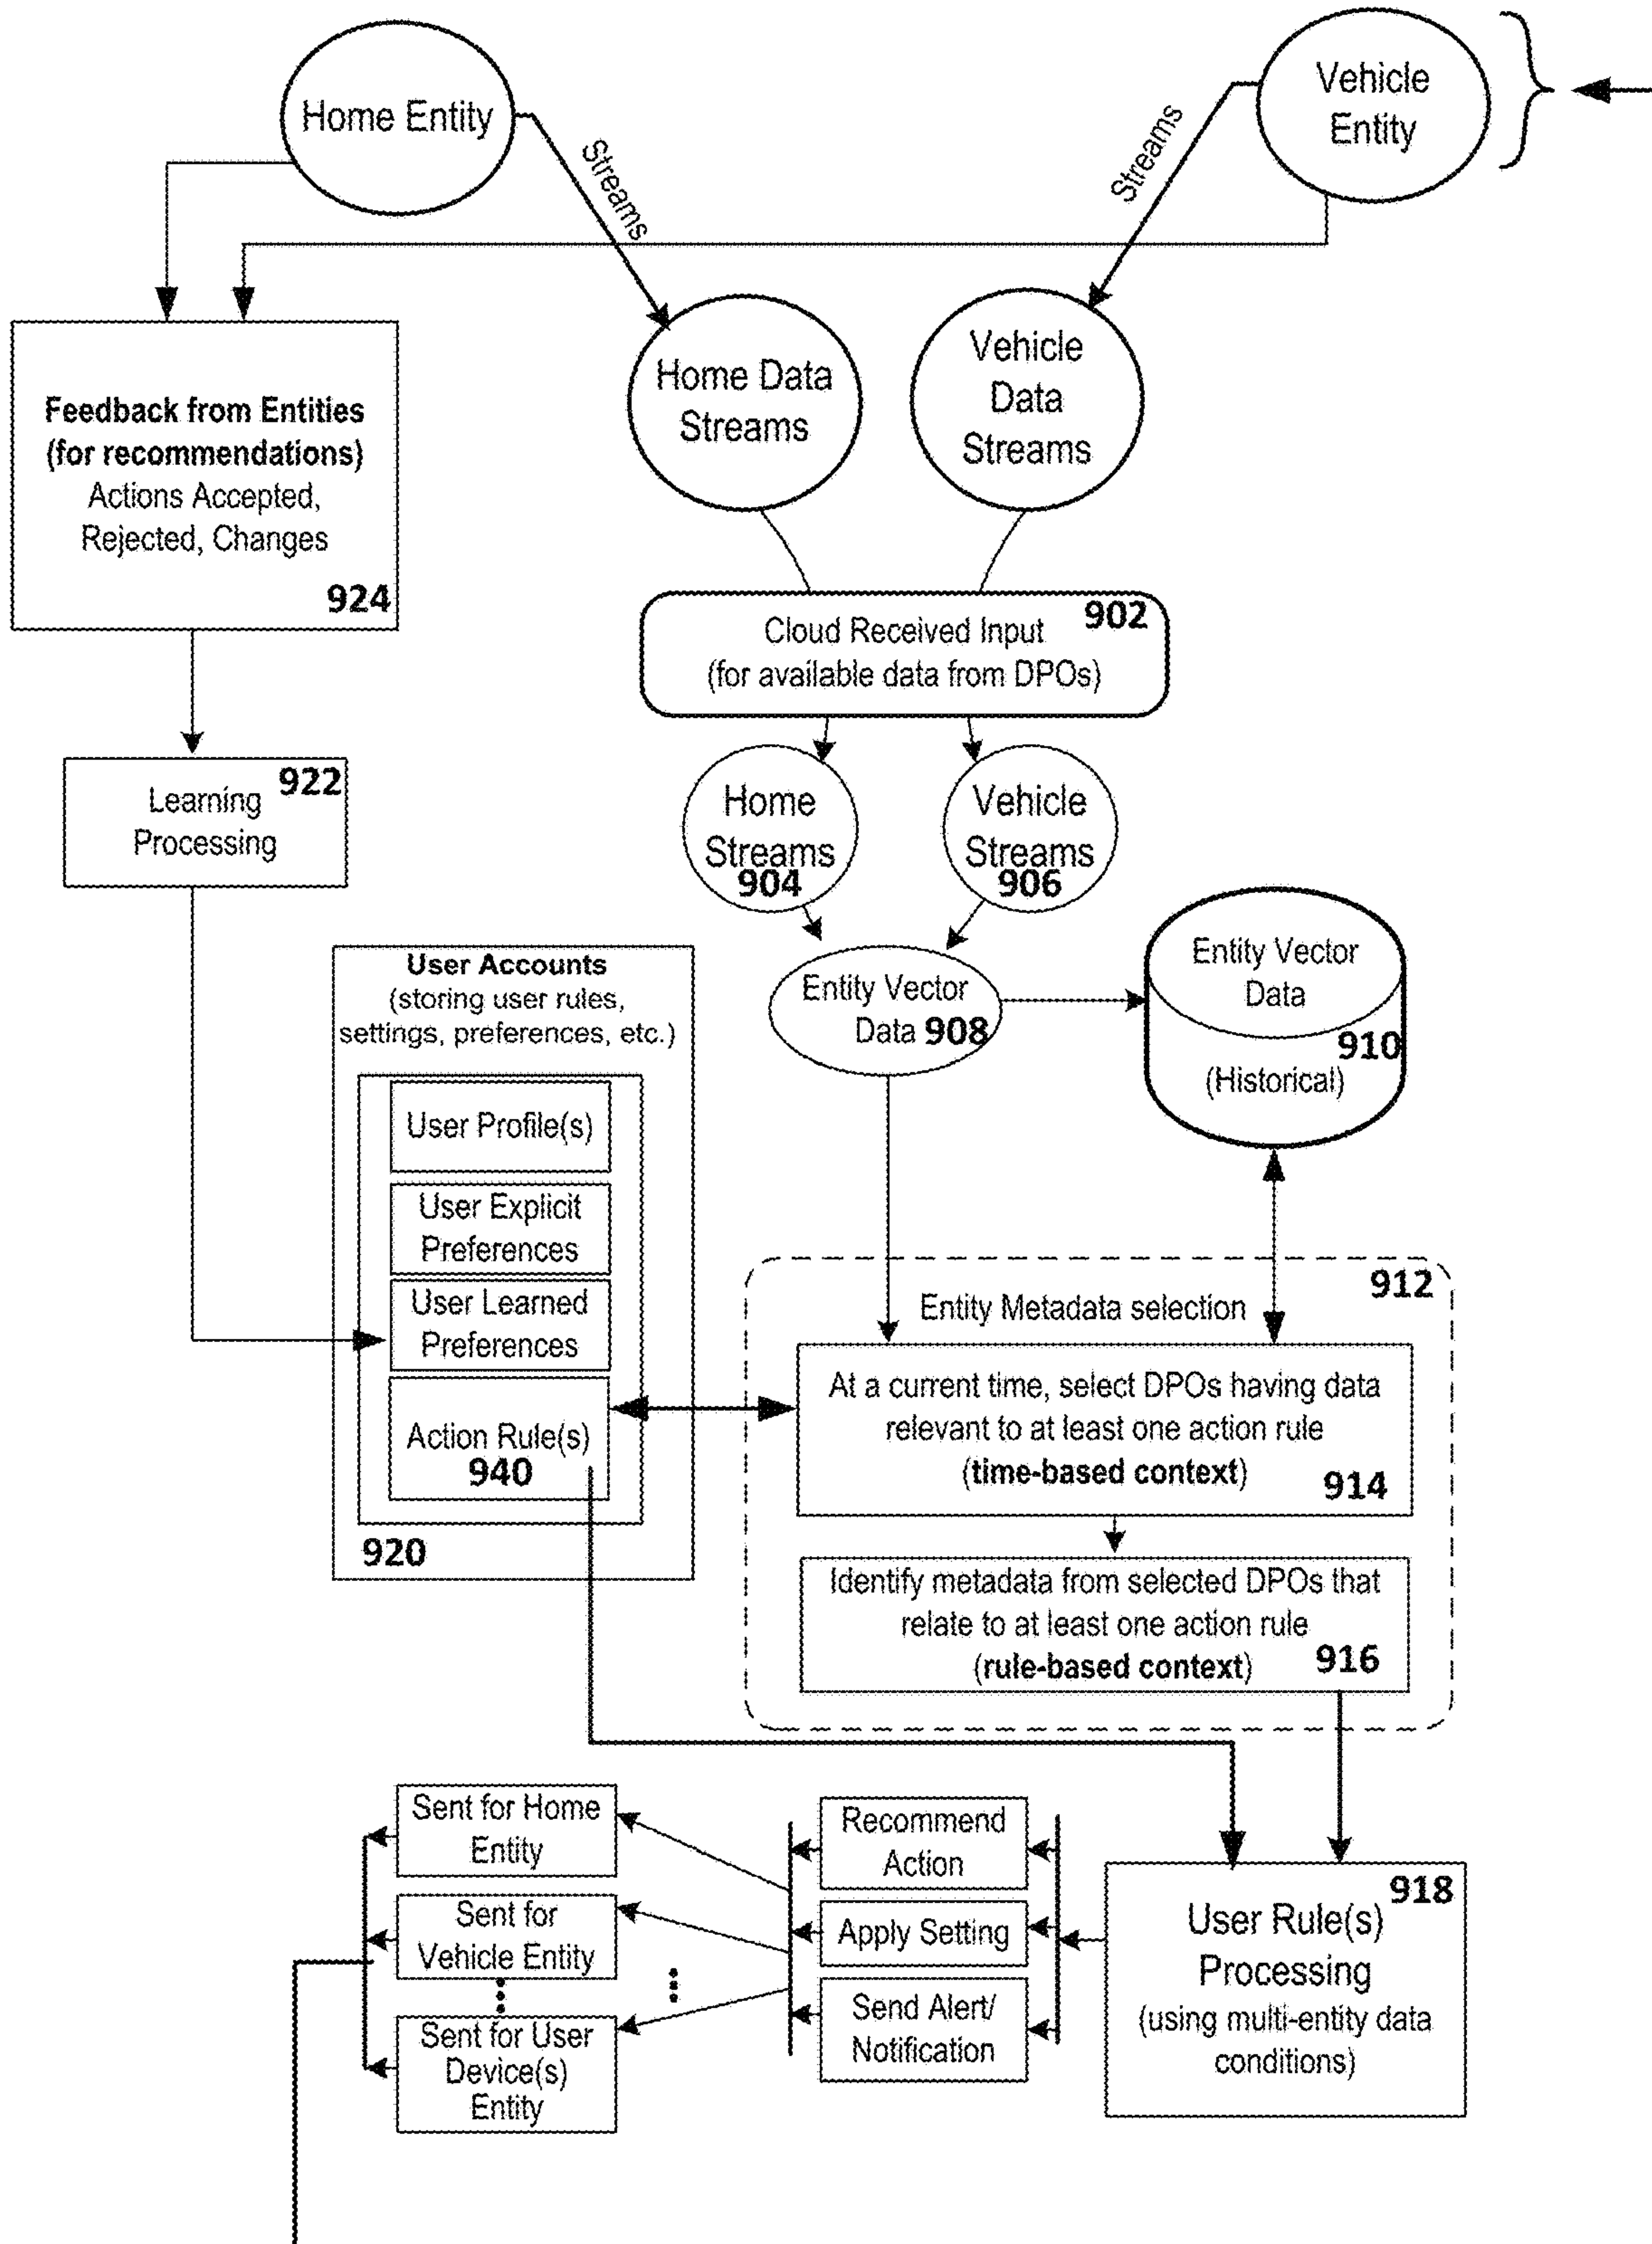 Home Entity
Vehicle
Entity
Streams
Streams
Home Data
Streams
Vehicle
Data
Streams
Feedback from Entities
(for recommendations)
Actions Accepted,
Rejected, Changes
924
Cloud Received Input
902
(for available data from DPOs)
Learning
Processing
922
Home
Streams
904
Vehicle
Streams
906
User Accounts
(storing user rules,
settings, preferences, etc.)
Entity Vector
Data 908
Entity Vector
Data
910
(Historical)
User Profile(s)
User Explicit
Preferences
User Learned
Preferences
Action Rule(s)
940
920
912
Entity Metadata selection
At a current time, select DPOs having data
relevant to at least one action rule
(time-based context)
914
Identify metadata from selected DPOs that
relate to at least one action rule
(rule-based context)
916
Sent for Home
Entity
Sent for
Vehicle Entity
Sent for User
Device(s)
Entity
Recommend
Action
Apply Setting
Send Alert/
Notification
918
User Rule(s)
Processing
(using multi-entity data
conditions)